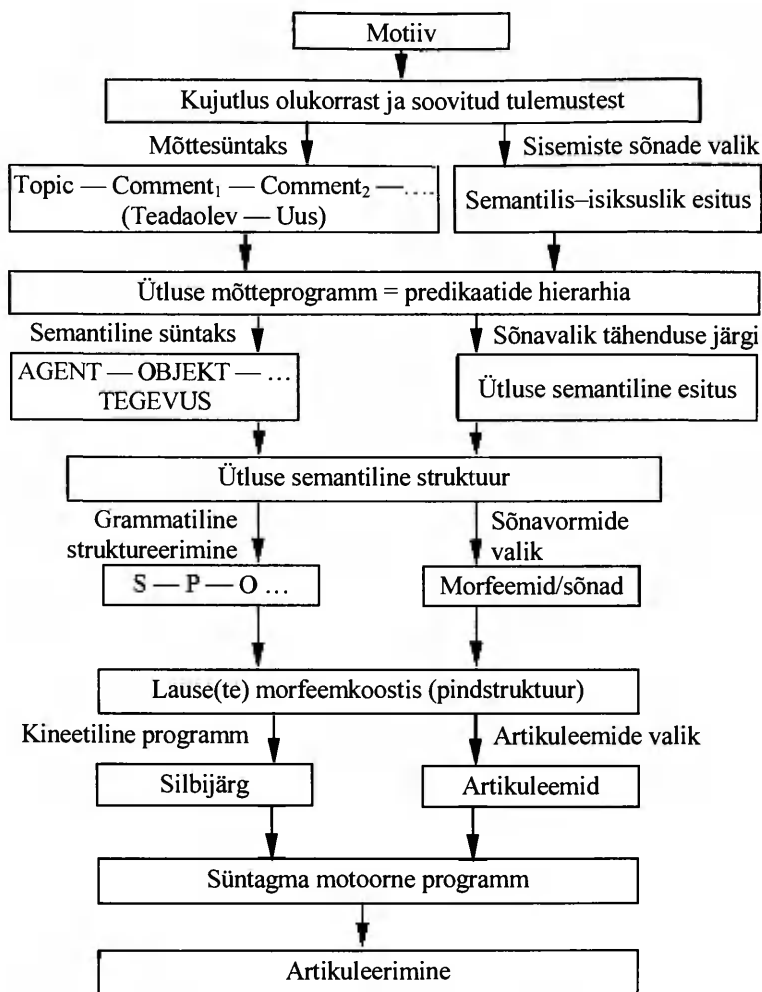 Motiiv
Kujutlus olukorrast ja soovitud tulemustest
Mõttesüntaks
Sisemiste sõnade valik
Topic — Comment₁ — Comment₂ —….
(Teadaolev — Uus)
Semantilis–isiksuslik esitus
Ütluse mõtteprogramm = predikaatide hierarhia
Semantiline süntaks
Sõnavalik tähenduse järgi
AGENT — OBJEKT — …
TEGEVUS
Ütluse semantiline esitus
Ütluse semantiline struktuur
Grammatiline
struktureerimine
Sõnavormide
valik
S — P — O …
Morfeemid/sõnad
Lause(te) morfeemkoostis (pindstruktuur)
Kineetiline programm
Artikuleemide valik
Silbijärg
Artikuleemid
Süntagma motoorne programm
Artikuleerimine